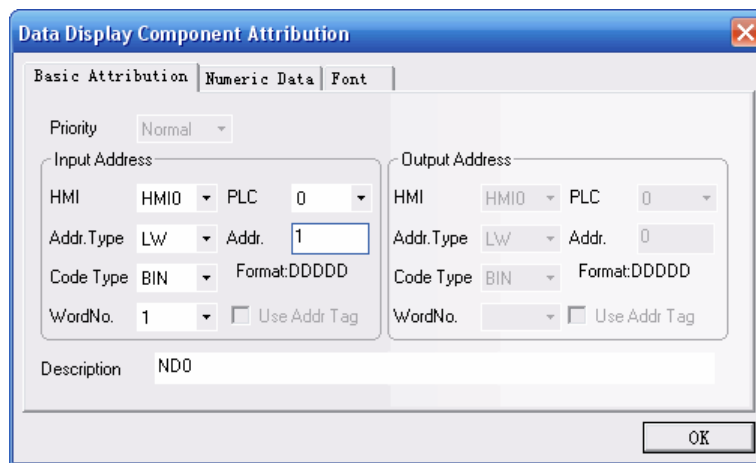 Data Display Component Attribution
Basic Attribution Numeric Data Font
Priority Normal
Input Address
HMI HMI0 PLC 0
Addr.Type LW Addr. 1
Code Type BIN Format:DDDDD
WordNo. 1 Use Addr Tag
Output Address
HMI HMI0 PLC 0
Addr.Type LW Addr. 0
Code Type BIN Format:DDDDD
WordNo. Use Addr Tag
Description ND0
OK